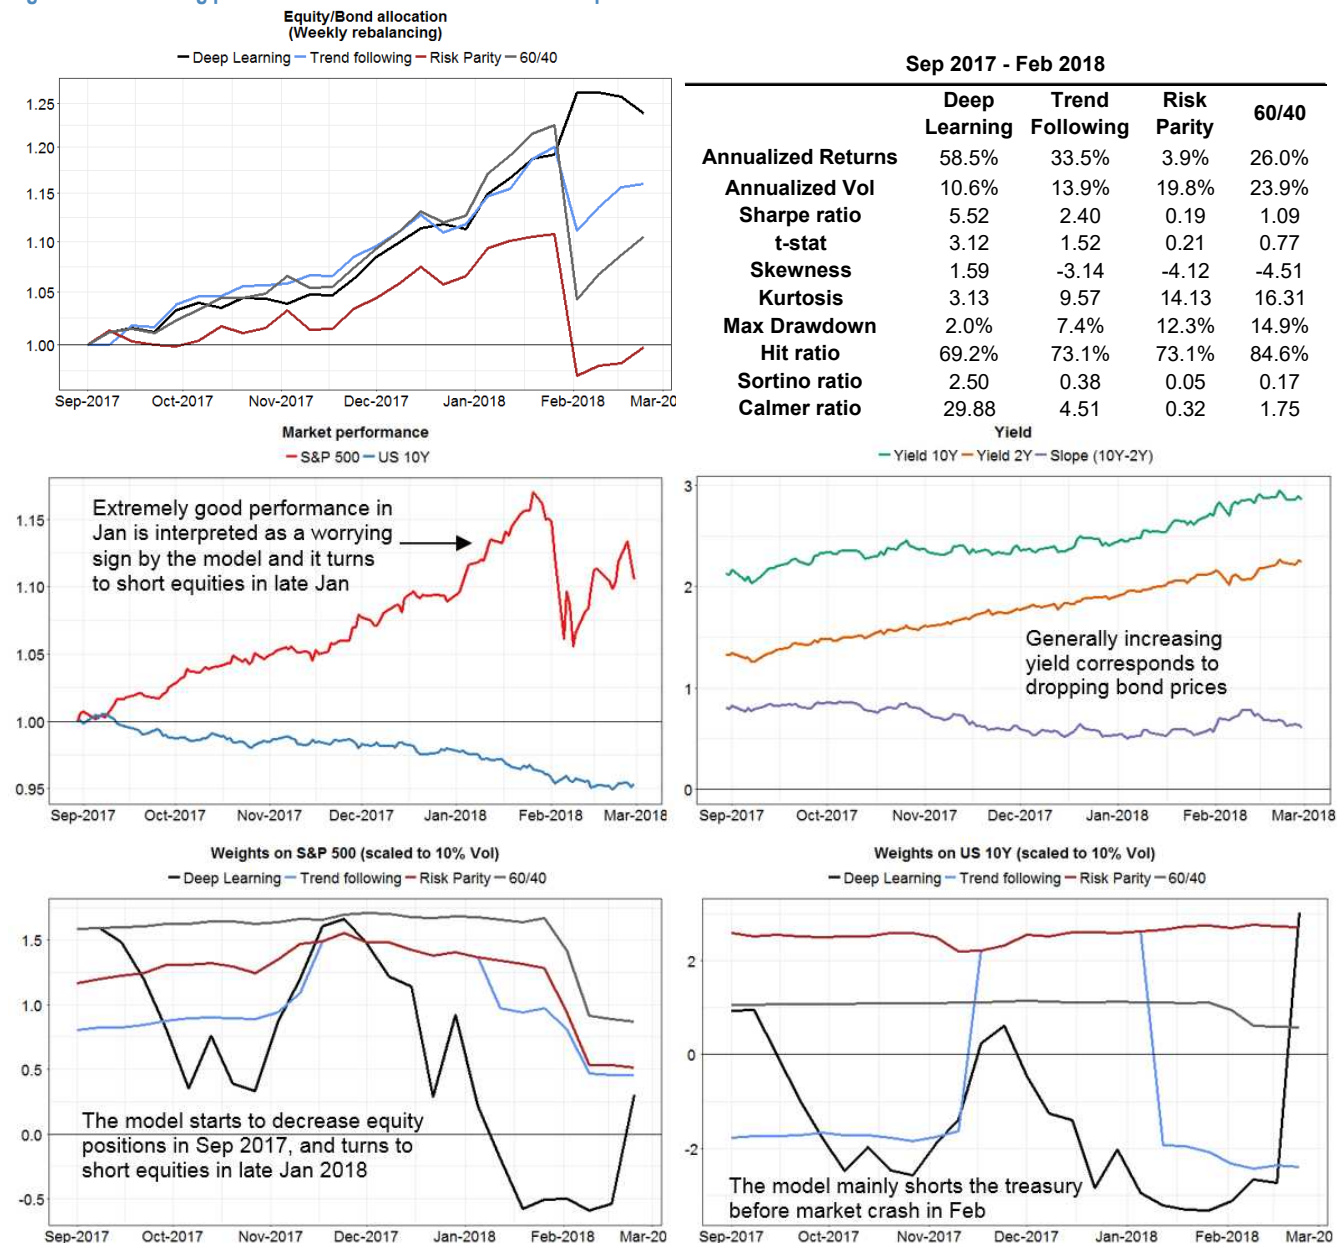 Equity/Bond allocation
(Weekly rebalancing)
Deep Learning Trend following Risk Parity 60/40
1.25
1.20
1.15
1.10
1.05
1.00
Sep-2017 Oct-2017 Nov-2017 Dec-2017 Jan-2018 Feb-2018 Mar-20
Sep 2017 - Feb 2018
Deep Learning Trend Following Risk Parity 60/40
Annualized Returns 58.5% 33.5% 3.9% 26.0%
Annualized Vol 10.6% 13.9% 19.8% 23.9%
Sharpe ratio 5.52 2.40 0.19 1.09
t-stat 3.12 1.52 0.21 0.77
Skewness 1.59 -3.14 -4.12 -4.51
Kurtosis 3.13 9.57 14.13 16.31
Max Drawdown 2.0% 7.4% 12.3% 14.9%
Hit ratio 69.2% 73.1% 73.1% 84.6%
Sortino ratio 2.50 0.38 0.05 0.17
Calmer ratio 29.88 4.51 0.32 1.75
Market performance
S&P 500 US 10Y
Extremely good performance in
Jan is interpreted as a worrying
sign by the model and it turns
to short equities in late Jan
1.15
1.10
1.05
1.00
0.95
Sep-2017 Oct-2017 Nov-2017 Dec-2017 Jan-2018 Feb-2018 Mar-2018
Yield
Yield 10Y Yield 2Y Slope (10Y-2Y)
3
2
1
0
Generally increasing
yield corresponds to
dropping bond prices
Sep-2017 Oct-2017 Nov-2017 Dec-2017 Jan-2018 Feb-2018 Mar-2018
Weights on S&P 500 (scaled to 10% Vol)
Deep Learning Trend following Risk Parity 60/40
1.5
1.0
0.5
0.0
-0.5
The model starts to decrease equity
positions in Sep 2017, and turns to
short equities in late Jan 2018
Sep-2017 Oct-2017 Nov-2017 Dec-2017 Jan-2018 Feb-2018 Mar-20
Weights on US 10Y (scaled to 10% Vol)
Deep Learning Trend following Risk Parity 60/40
2
0
-2
The model mainly shorts the treasury
before market crash in Feb
Sep-2017 Oct-2017 Nov-2017 Dec-2017 Jan-2018 Feb-2018 Mar-20